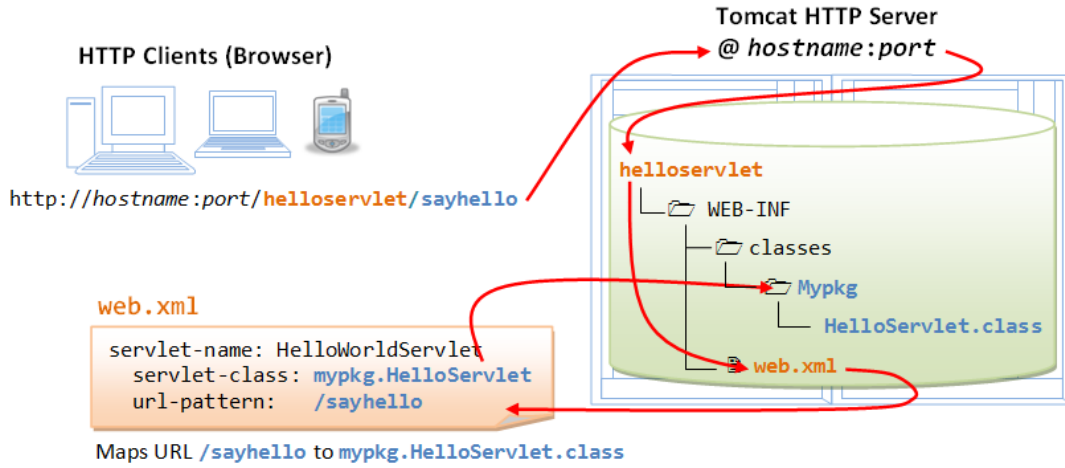 Tomcat HTTP Server
@ hostname:port
HTTP Clients (Browser)
http://hostname:port/helloservlet/sayhello
helloservlet
WEB-INF
classes
Mypkg
HelloServlet.class
web.xml
web.xml
servlet-name: HelloWorldServlet
servlet-class: mypkg.HelloServlet
url-pattern: /sayhello
Maps URL /sayhello to mypkg.HelloServlet.class